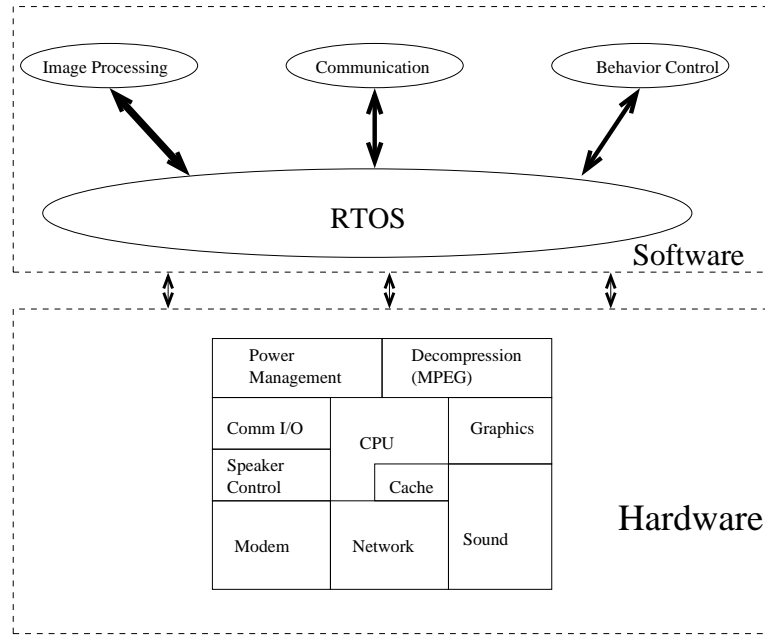 Image Processing
Communication
Behavior Control
RTOS
Software
Power
Management
Decompression
(MPEG)
Comm I/O
CPU
Graphics
Speaker
Control
Cache
Modem
Network
Sound
Hardware